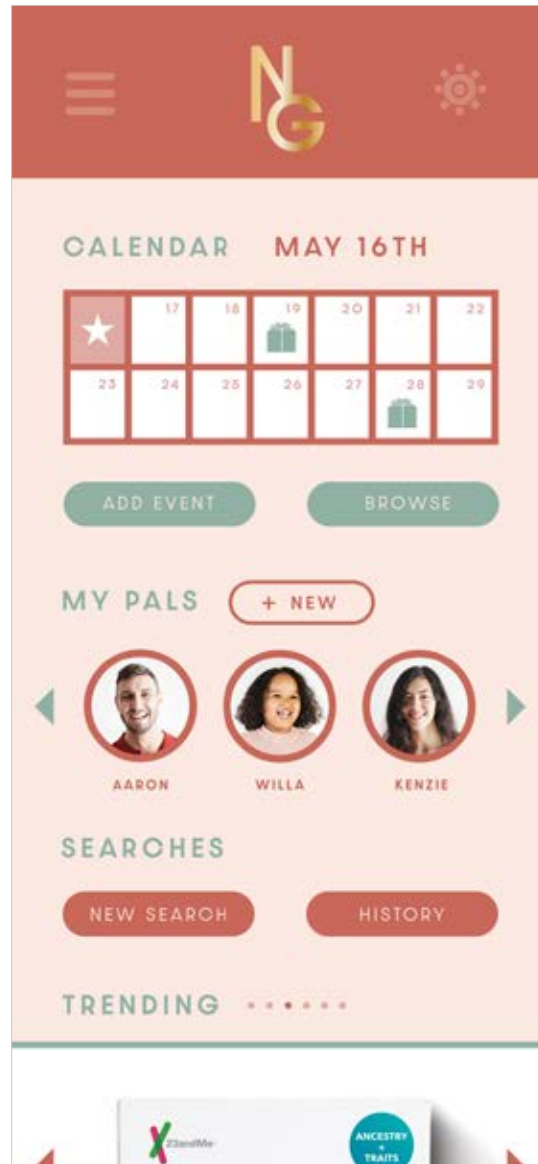 NG
CALENDAR MAY 16TH
17 18 19 20 21 22
23 24 25 26 27 28 29
ADD EVENT BROWSE
MY PALS + NEW
AARON WILLA KENZIE
SEARCHES
NEW SEARCH HISTORY
TRENDING
23andMe
ANCESTRY
+
TRAITS